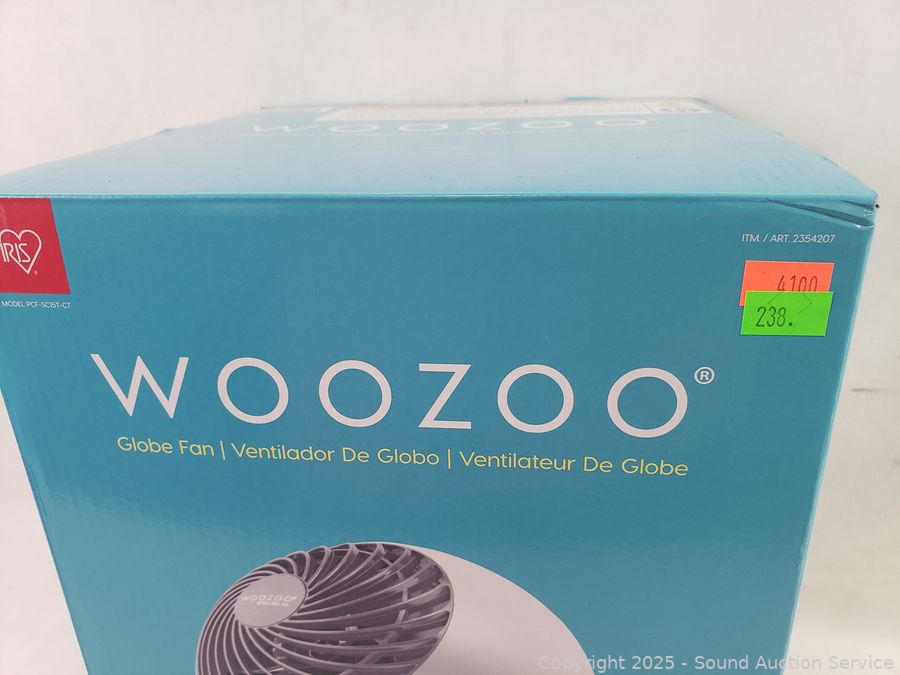 WOOZOO
IRIS
®
MODEL PCF-SC15T-CT
ITM. / ART. 2354207
4100
238.
WOOZOO®
Globe Fan | Ventilador De Globo | Ventilateur De Globe
WOOZOO®
Copyright 2025 - Sound Auction Service